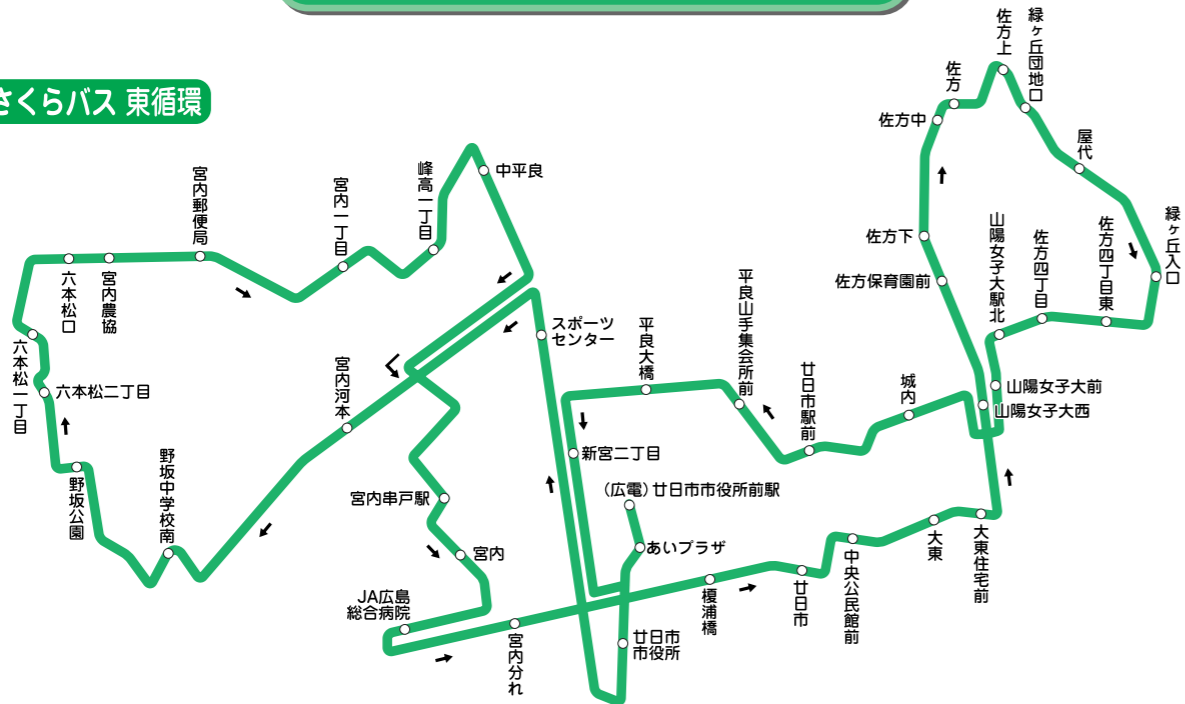 さくらバス 東循環
佐方上
緑ヶ丘団地口
佐方
佐方中
屋代
緑ヶ丘入口
佐方四丁目東
佐方四丁目
山陽女子大駅北
佐方下
佐方保育園前
山陽女子大前
山陽女子大西
中平良
峰高一丁目
宮内一丁目
宮内郵便局
宮内農協
六本松口
六本松一丁目
六本松二丁目
野坂公園
野坂中学校南
宮内河本
スポーツ
センター
平良大橋
平良山手集会所前
廿日市駅前
城内
新宮二丁目
(広電)廿日市市役所前駅
あいプラザ
宮内串戸駅
宮内
JA広島
総合病院
宮内分れ
廿日市
市役所
榎浦橋
廿日市
中央公民館前
大東
大東住宅前